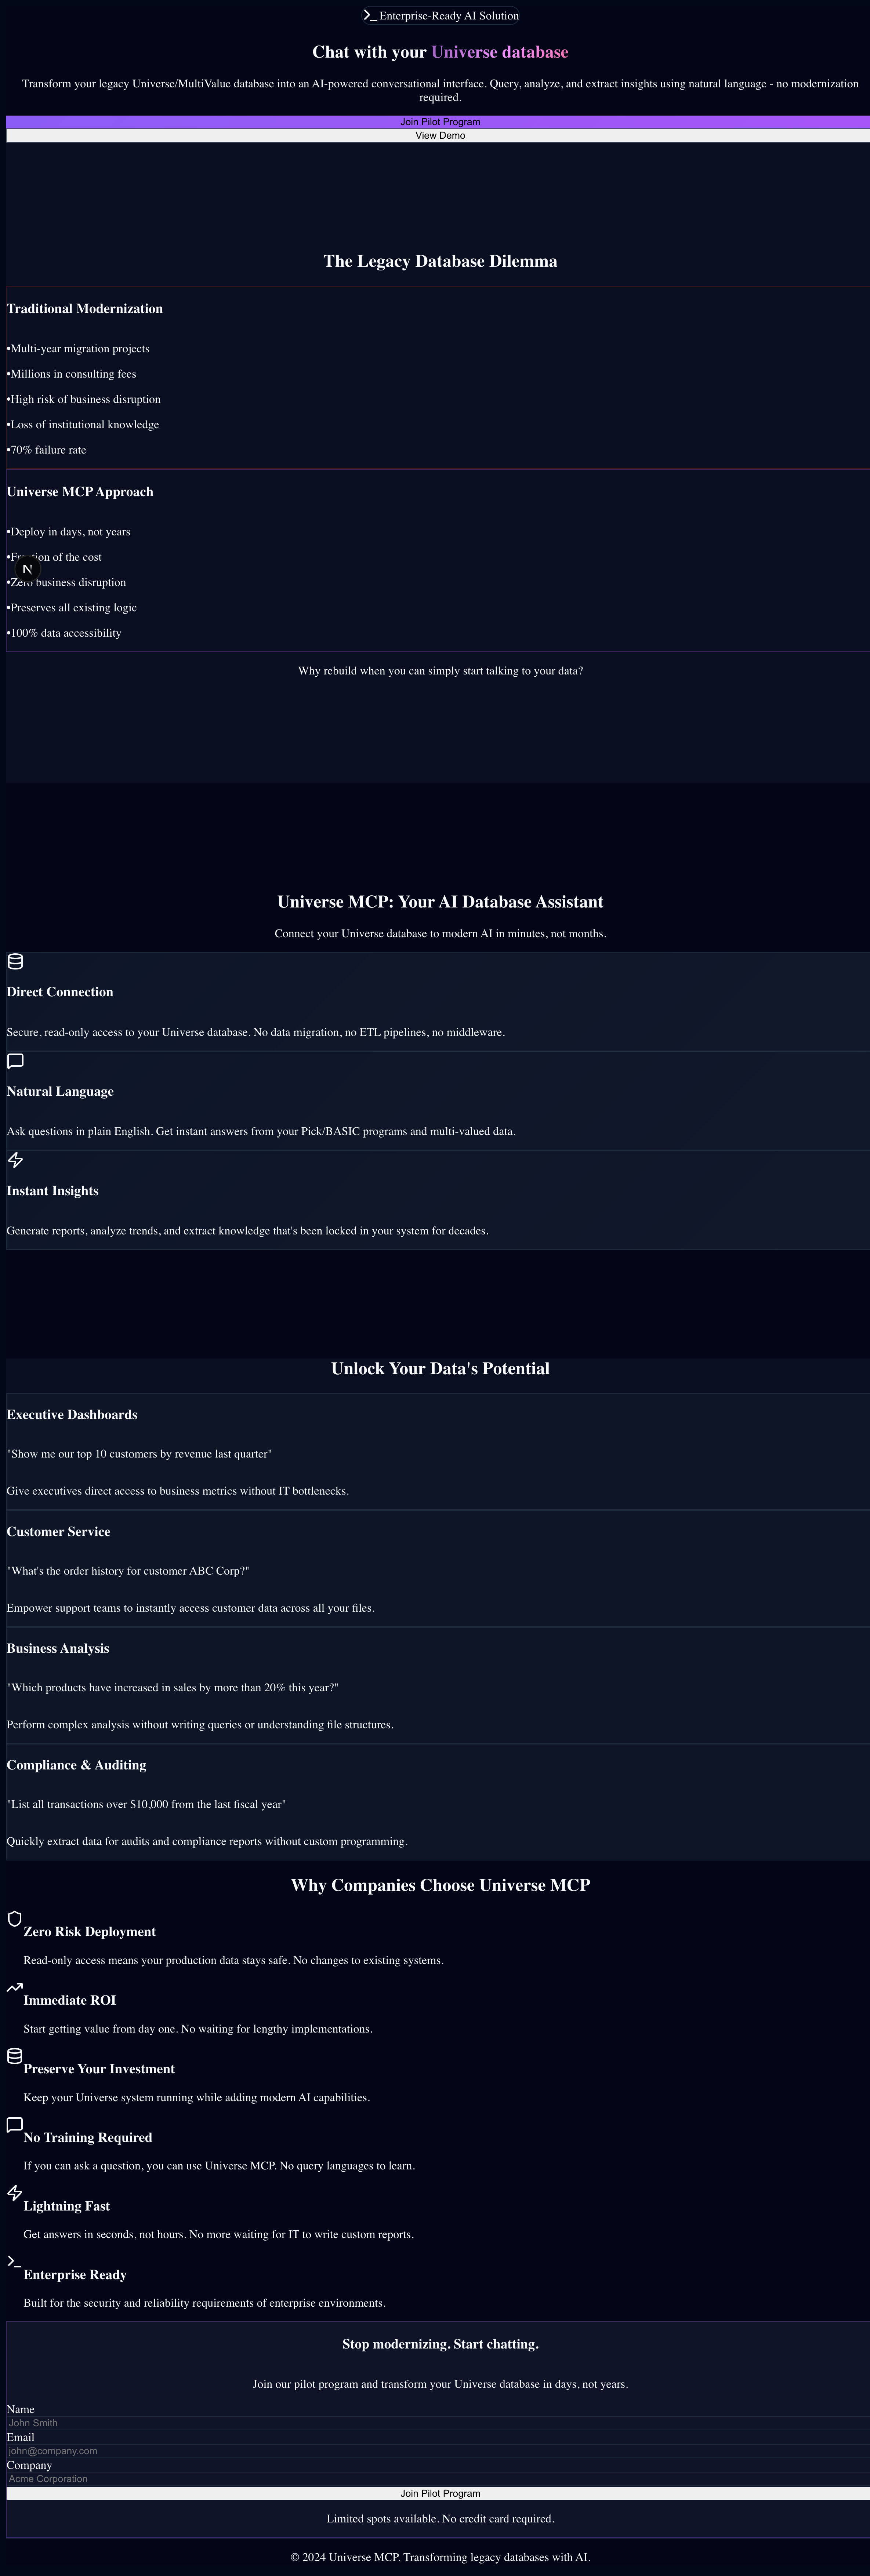 Enterprise-Ready AI Solution
Chat with your Universe database
Transform your legacy Universe/MultiValue database into an AI-powered conversational interface. Query, analyze, and extract insights using natural language - no modernization
required.
Join Pilot Program
View Demo
The Legacy Database Dilemma
Traditional Modernization
•Multi-year migration projects
•Millions in consulting fees
•High risk of business disruption
•Loss of institutional knowledge
•70% failure rate
Universe MCP Approach
•Deploy in days, not years
•Fraction of the cost
N
•Zero business disruption
•Preserves all existing logic
•100% data accessibility
Why rebuild when you can simply start talking to your data?
Universe MCP: Your AI Database Assistant
Connect your Universe database to modern AI in minutes, not months.
Direct Connection
Secure, read-only access to your Universe database. No data migration, no ETL pipelines, no middleware.
Natural Language
Ask questions in plain English. Get instant answers from your Pick/BASIC programs and multi-valued data.
Instant Insights
Generate reports, analyze trends, and extract knowledge that's been locked in your system for decades.
Unlock Your Data's Potential
Executive Dashboards
"Show me our top 10 customers by revenue last quarter"
Give executives direct access to business metrics without IT bottlenecks.
Customer Service
"What's the order history for customer ABC Corp?"
Empower support teams to instantly access customer data across all your files.
Business Analysis
"Which products have increased in sales by more than 20% this year?"
Perform complex analysis without writing queries or understanding file structures.
Compliance & Auditing
"List all transactions over $10,000 from the last fiscal year"
Quickly extract data for audits and compliance reports without custom programming.
Why Companies Choose Universe MCP
Zero Risk Deployment
Read-only access means your production data stays safe. No changes to existing systems.
Immediate ROI
Start getting value from day one. No waiting for lengthy implementations.
Preserve Your Investment
Keep your Universe system running while adding modern AI capabilities.
No Training Required
If you can ask a question, you can use Universe MCP. No query languages to learn.
Lightning Fast
Get answers in seconds, not hours. No more waiting for IT to write custom reports.
Enterprise Ready
Built for the security and reliability requirements of enterprise environments.
Stop modernizing. Start chatting.
Join our pilot program and transform your Universe database in days, not years.
Name
John Smith
Email
john@company.com
Company
Acme Corporation
Join Pilot Program
Limited spots available. No credit card required.
© 2024 Universe MCP. Transforming legacy databases with AI.